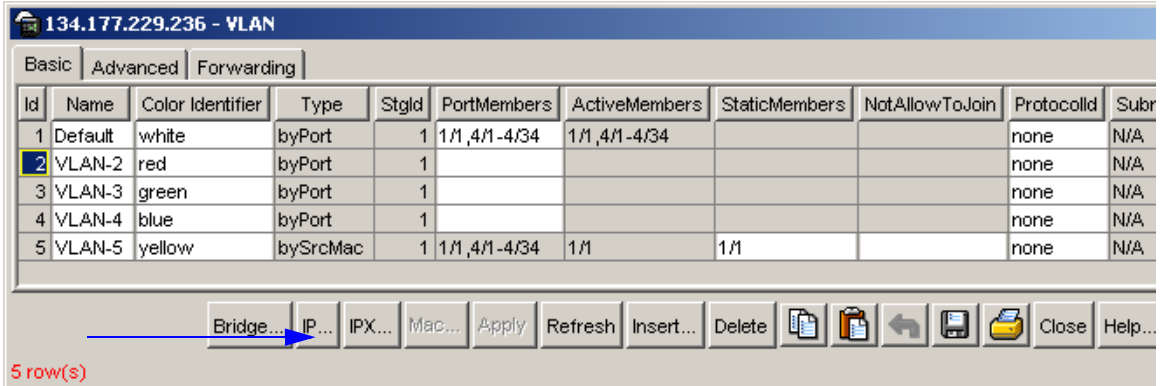 134.177.229.236 - VLAN
Basic Advanced Forwarding
Id Name Color Identifier Type StgId PortMembers ActiveMembers StaticMembers NotAllowToJoin ProtocolId Subn
1 Default white byPort 1 1/1,4/1-4/34 1/1,4/1-4/34 none N/A
2 VLAN-2 red byPort 1 none N/A
3 VLAN-3 green byPort 1 none N/A
4 VLAN-4 blue byPort 1 none N/A
5 VLAN-5 yellow bySrcMac 1 1/1,4/1-4/34 1/1 1/1 none N/A
Bridge... IP... IPX... Mac... Apply Refresh Insert... Delete Close Help...
5 row(s)